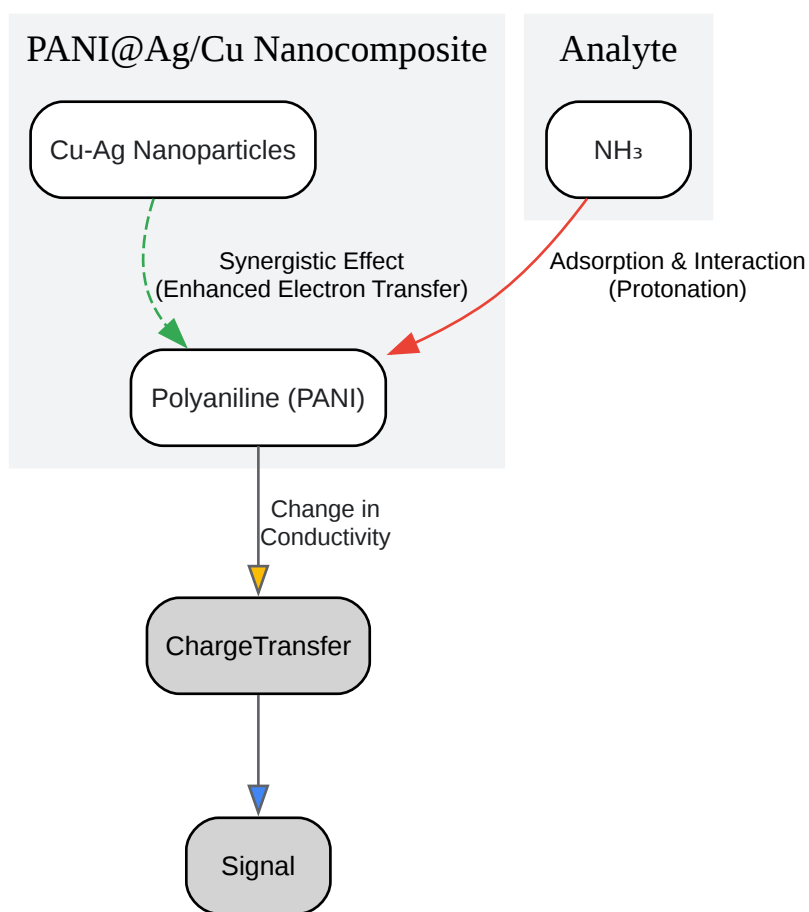 PANI@Ag/Cu Nanocomposite
Analyte
Cu-Ag Nanoparticles
NH₃
Synergistic Effect
(Enhanced Electron Transfer)
Adsorption & Interaction
(Protonation)
Polyaniline (PANI)
Change in
Conductivity
ChargeTransfer
Signal